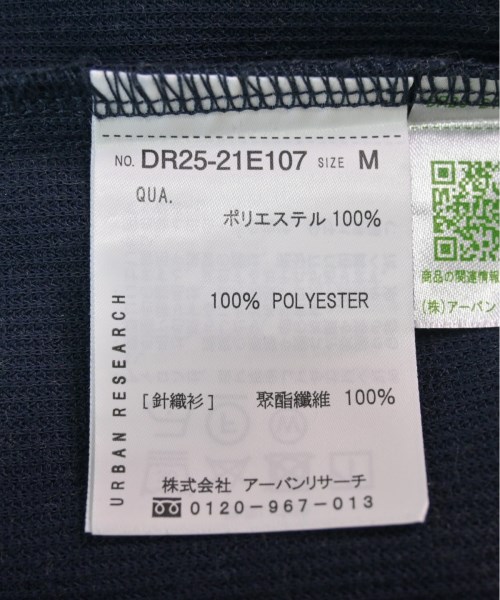 NO. DR25-21E107 SIZE M
QUA.
ポリエステル 100%
100% POLYESTER
[針織衫] 聚酯纖維 100%
URBAN RESEARCH
株式会社 アーバンリサーチ
0120-967-013
商品の関連情報
(株)アーバン